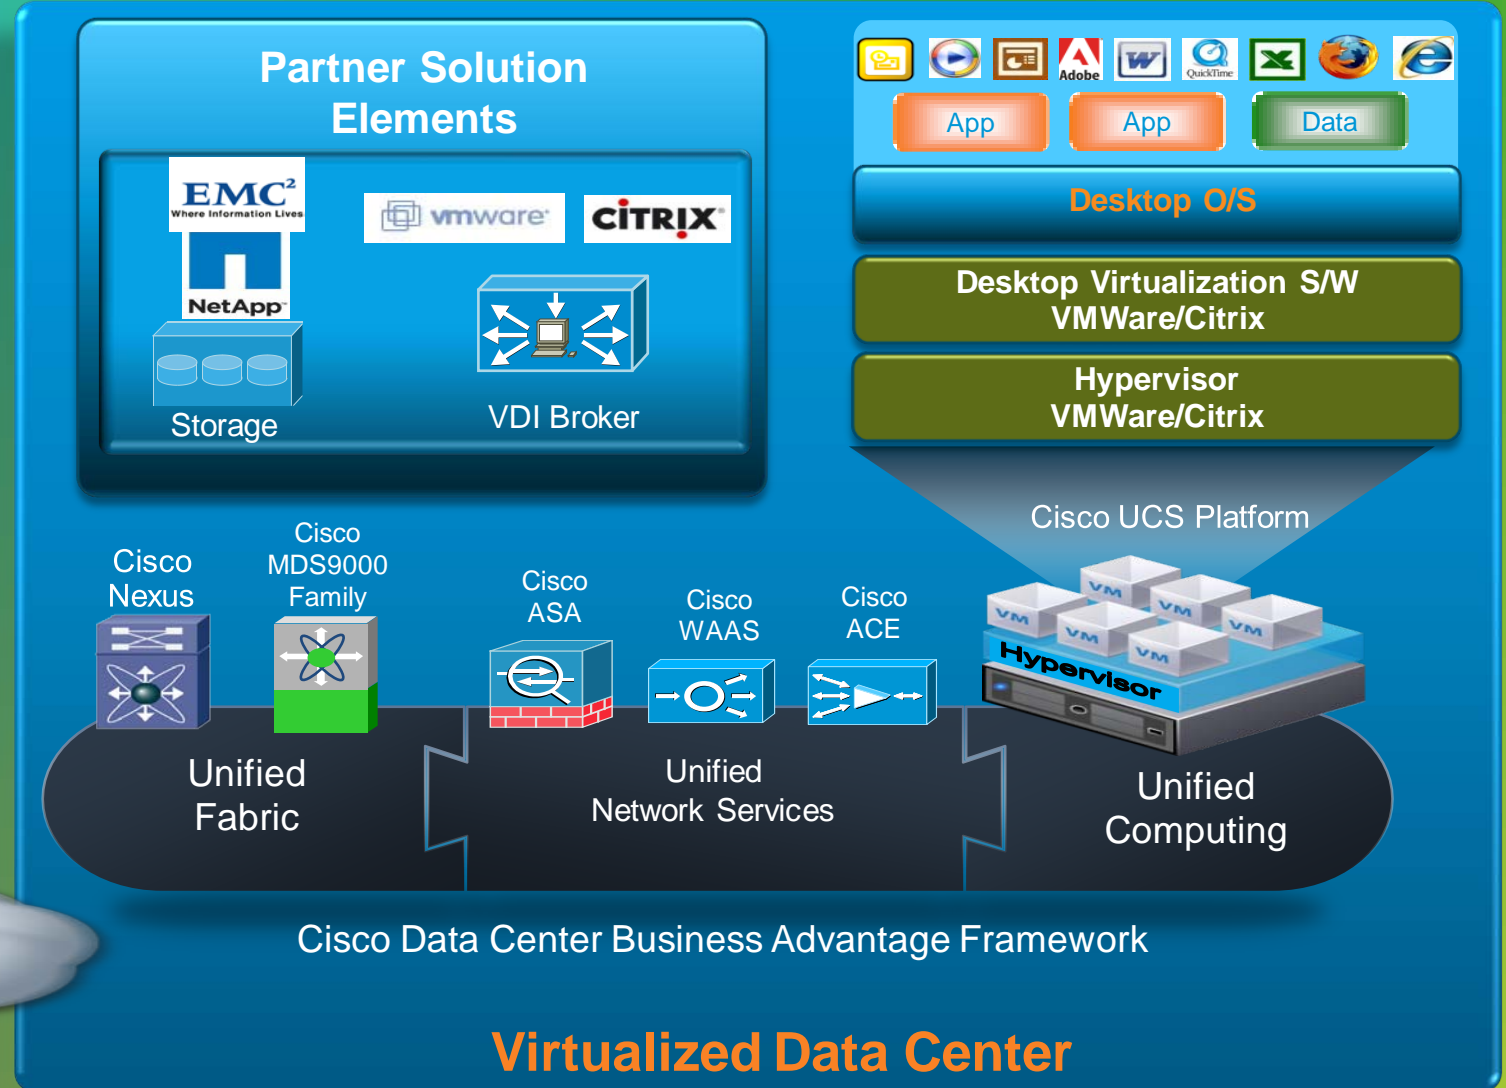 Partner Solution
Elements
EMC²
Where Information Lives
NetApp™
Storage
vmware®
CİTRIX®
VDI Broker
Adobe
W
QuickTime
App
App
Data
Desktop O/S
Desktop Virtualization S/W
VMWare/Citrix
Hypervisor
VMWare/Citrix
Cisco UCS Platform
Cisco
Nexus
Cisco
MDS9000
Family
Cisco
ASA
Cisco
WAAS
Cisco
ACE
VM
VM
VM
VM
VM
VM
Hypervisor
Unified
Fabric
Unified
Network Services
Unified
Computing
Cisco Data Center Business Advantage Framework
Virtualized Data Center